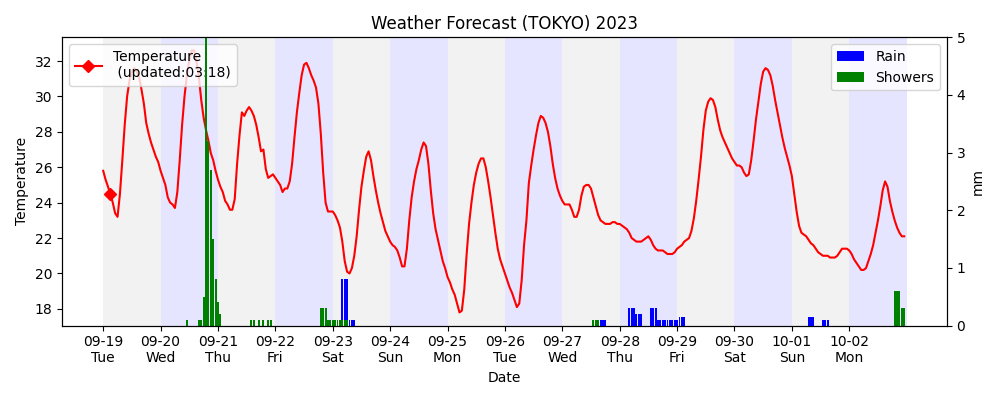 Weather Forecast (TOKYO) 2023
Temperature
(updated:03:18)
Rain
Showers
Temperature
32
30
28
26
24
22
20
18
5
4
3
2
1
0
mm
09-19 09-20 09-21 09-22 09-23 09-24 09-25 09-26 09-27 09-28 09-29 09-30 10-01 10-02
Tue Wed Thu Fri Sat Sun Mon Tue Wed Thu Fri Sat Sun Mon
Date